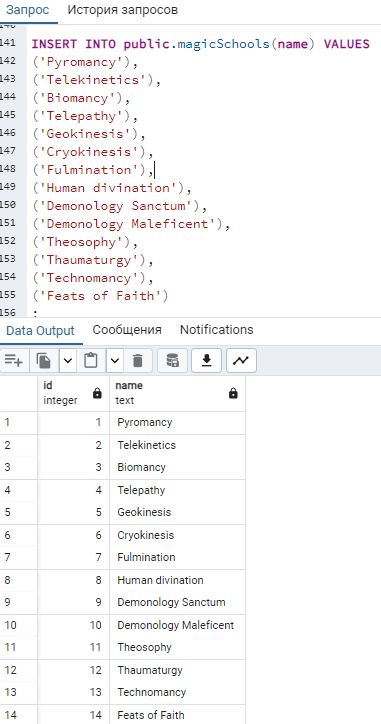 Запрос История запросов
140
141 INSERT INTO public.magicSchools(name) VALUES
142 ('Pyromancy'),
143 ('Telekinetics'),
144 ('Biomancy'),
145 ('Telepathy'),
146 ('Geokinesis'),
147 ('Cryokinesis'),
148 ('Fulmination'),
149 ('Human divination'),
150 ('Demonology Sanctum'),
151 ('Demonology Maleficent'),
152 ('Theosophy'),
153 ('Thaumaturgy'),
154 ('Technomancy'),
155 ('Feats of Faith')
156 ;
Data Output Сообщения Notifications
id name
integer text
1 1 Pyromancy
2 2 Telekinetics
3 3 Biomancy
4 4 Telepathy
5 5 Geokinesis
6 6 Cryokinesis
7 7 Fulmination
8 8 Human divination
9 9 Demonology Sanctum
10 10 Demonology Maleficent
11 11 Theosophy
12 12 Thaumaturgy
13 13 Technomancy
14 14 Feats of Faith